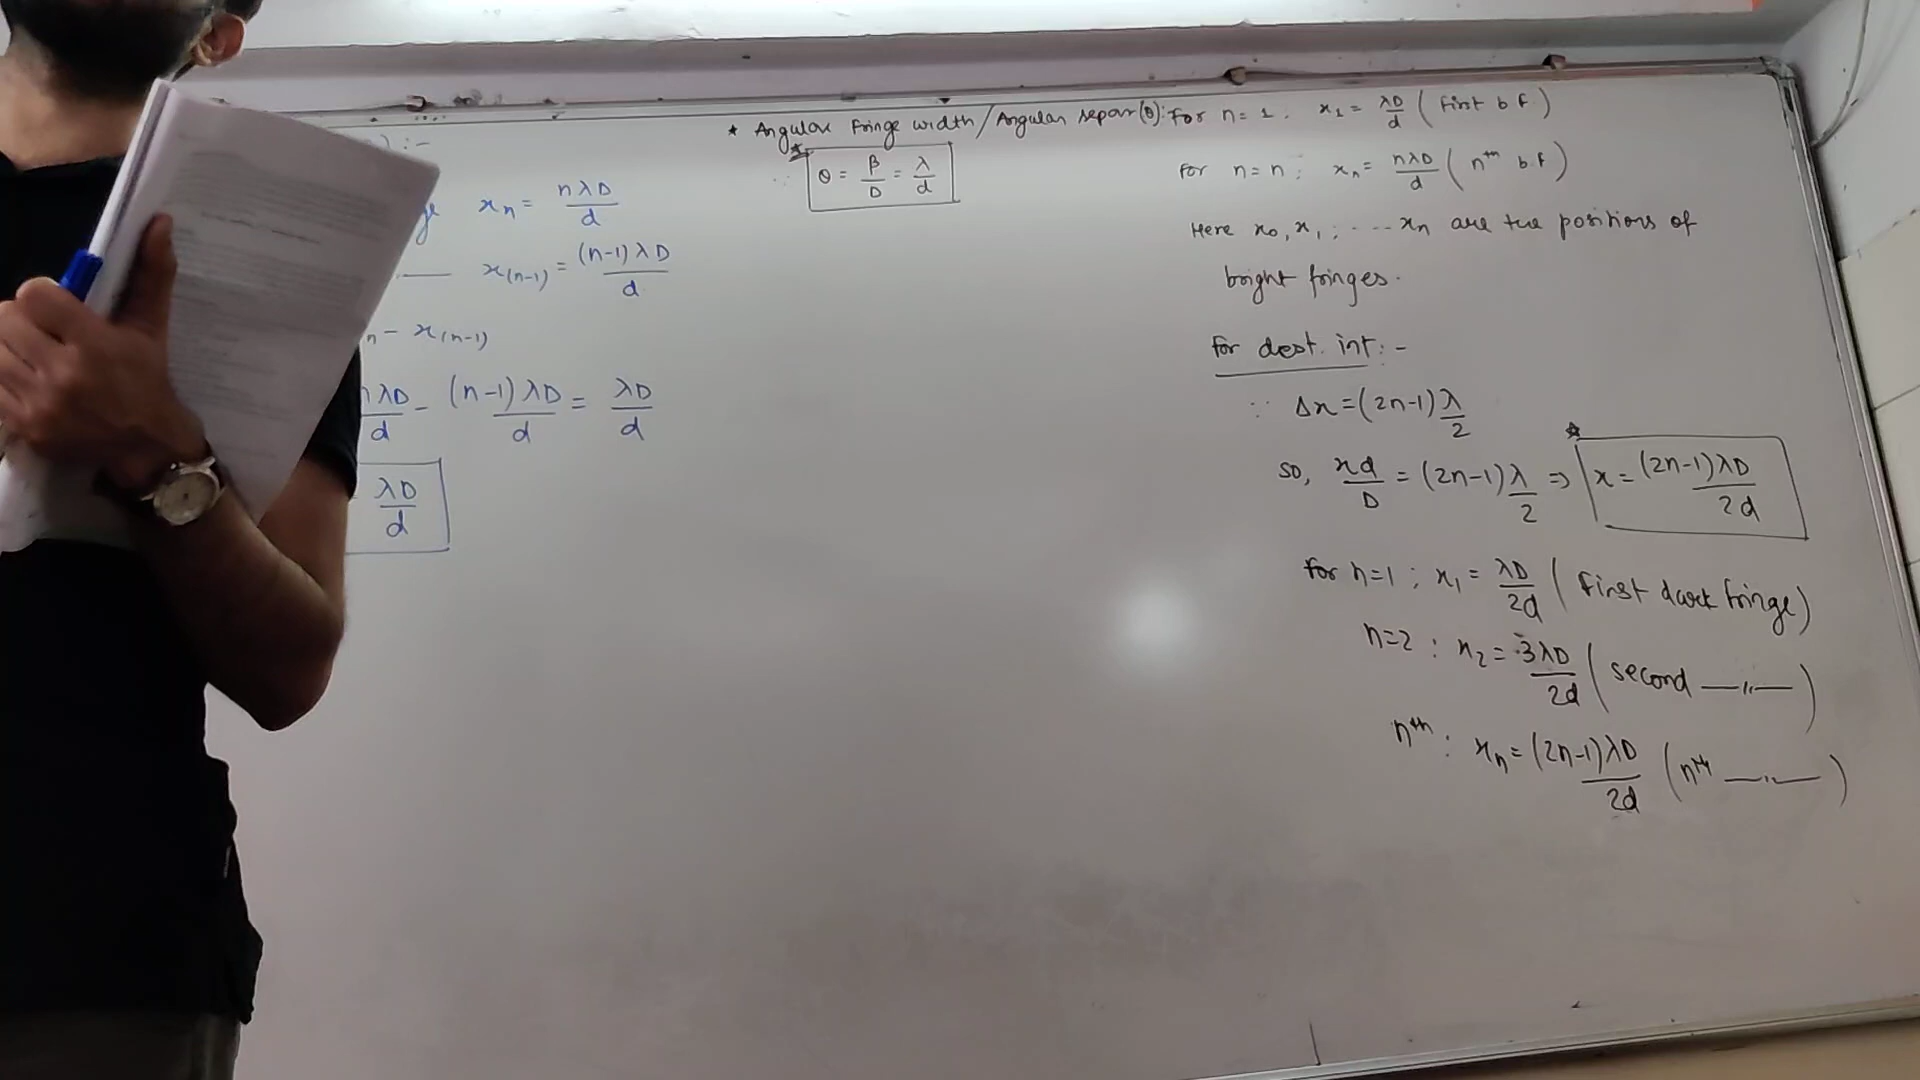 ) :-
xₙ = nλD/d
x₍ₙ₋₁₎ = (n-1)λD/d
n - x₍ₙ₋₁₎
nλD/d - (n-1)λD/d = λD/d
λD/d
* Angular Fringe width / Angular separ(θ):
∵ θ = β/D = λ/d
For n = 1 : x₁ = λD/d (First b.f)
For n = n ; xₙ = nλD/d (nᵗʰ b.f)
Here x₀, x₁, ---- xₙ are the positions of
bright fringes.
For dest. int :-
∵ Δx = (2n-1)λ/2
so, xd/D = (2n-1)λ/2 ⇒ x = (2n-1)λD/2d
for n=1 ; x₁ = λD/2d (First dark fringe)
n=2 : x₂ = 3λD/2d (second —〃—)
nᵗʰ : xₙ = (2n-1)λD/2d (nᵗʰ —〃—)